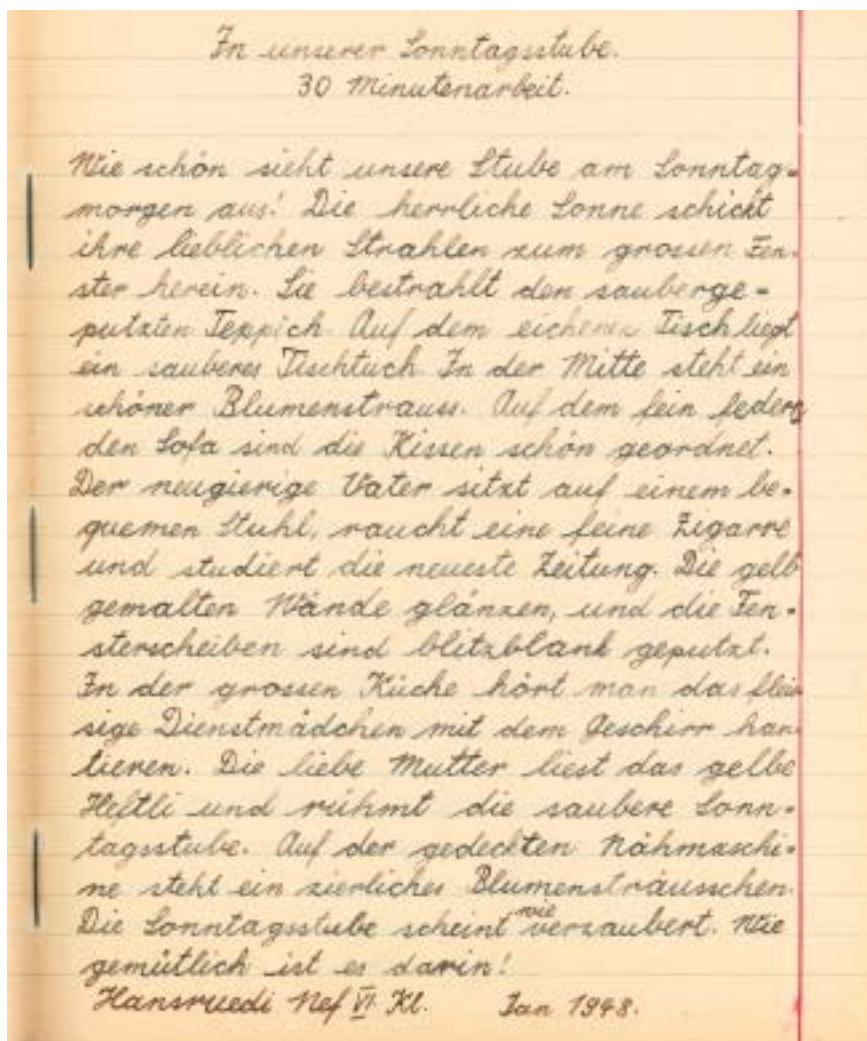 In unserer Sonntagsstube.
30 Minutenarbeit.
Wie schön sieht unsere Stube am Sonntag-
morgen aus! Die herrliche Sonne schickt
ihre lieblichen Strahlen zum grossen Fen-
ster herein. Sie bestrahlt den sauberge-
putzten Teppich. Auf dem eichenen Tisch liegt
ein sauberes Tischtuch. In der Mitte steht ein
schöner Blumenstrauss. Auf dem fein federn
den Sofa sind die Kissen schön geordnet.
Der neugierige Vater sitzt auf einem be-
quemen Stuhl, raucht eine feine Zigarre
und studiert die neueste Zeitung. Die gelb
gemalten Wände glänzen, und die Fen-
sterscheiben sind blitzblank geputzt.
In der grossen Küche hört man das fleis
sige Dienstmädchen mit dem Geschirr han
tieren. Die liebe Mutter liest das gelbe
Heftli und rühmt die saubere Sonn-
tagsstube. Auf der gedeckten Nähmaschi-
ne steht ein zierliches Blumensträusschen.
Die Sonntagsstube scheint wie verzaubert. Wie
gemütlich ist es darin!
Hansruedi Nef VI. Kl. Jan 1948.